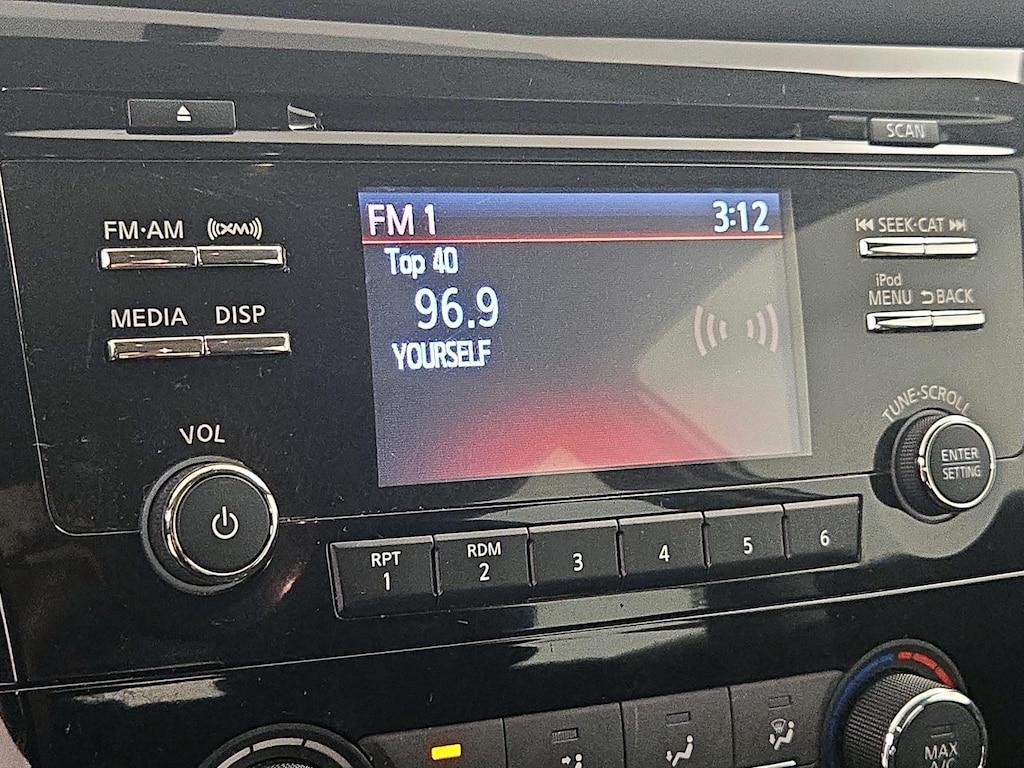 SCAN
FM·AM (((XM)))
FM 1 3:12
SEEK·CAT
Top 40
iPod
MENU BACK
MEDIA DISP
96.9
YOURSELF
TUNE·SCROLL
VOL
ENTER
SETTING
RPT RDM
1 2 3 4 5 6
MAX
A/C